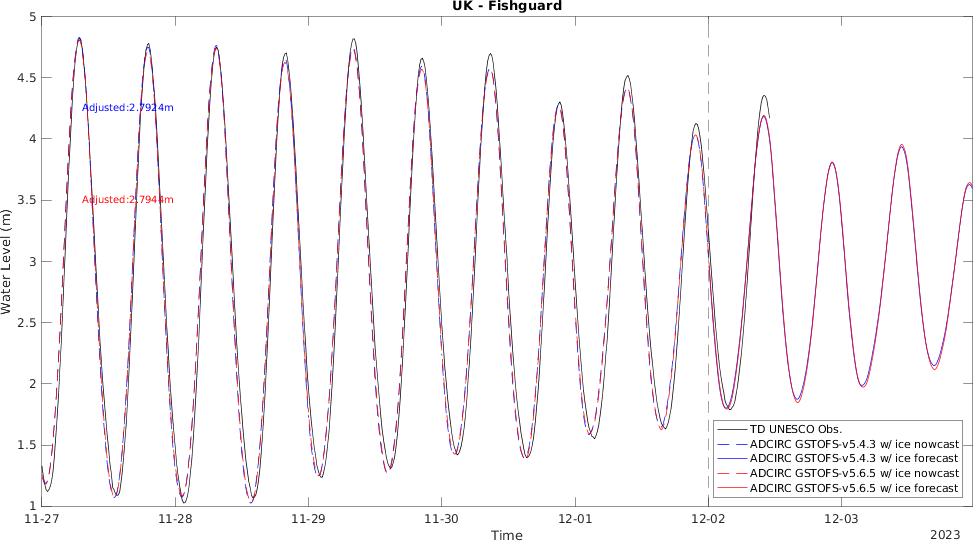 UK - Fishguard
5
4.5
4
3.5
3
2.5
2
1.5
1
Water Level (m)
Adjusted:2.7924m
Adjusted:2.7944m
TD UNESCO Obs.
ADCIRC GSTOFS-v5.4.3 w/ ice nowcast
ADCIRC GSTOFS-v5.4.3 w/ ice forecast
ADCIRC GSTOFS-v5.6.5 w/ ice nowcast
ADCIRC GSTOFS-v5.6.5 w/ ice forecast
11-27 11-28 11-29 11-30 12-01 12-02 12-03
Time
2023